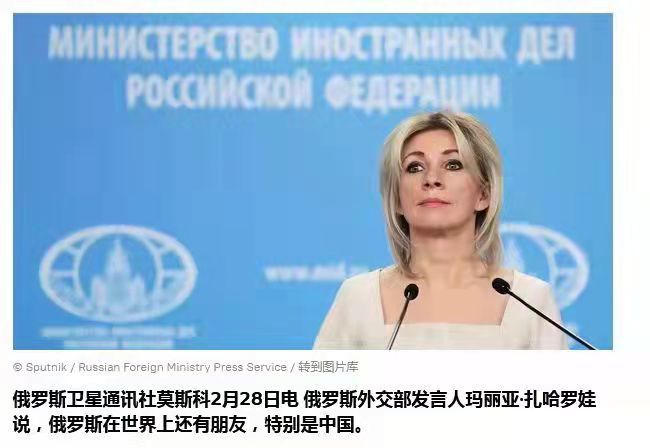 МИНИСТЕРСТВО ИНОСТРАННЫХ ДЕЛ
РОССИЙСКОЙ ФЕДЕРАЦИИ
www.mid.ru
© Sputnik / Russian Foreign Ministry Press Service / 转到图片库
俄罗斯卫星通讯社莫斯科2月28日电 俄罗斯外交部发言人玛丽亚·扎哈罗娃
说，俄罗斯在世界上还有朋友，特别是中国。